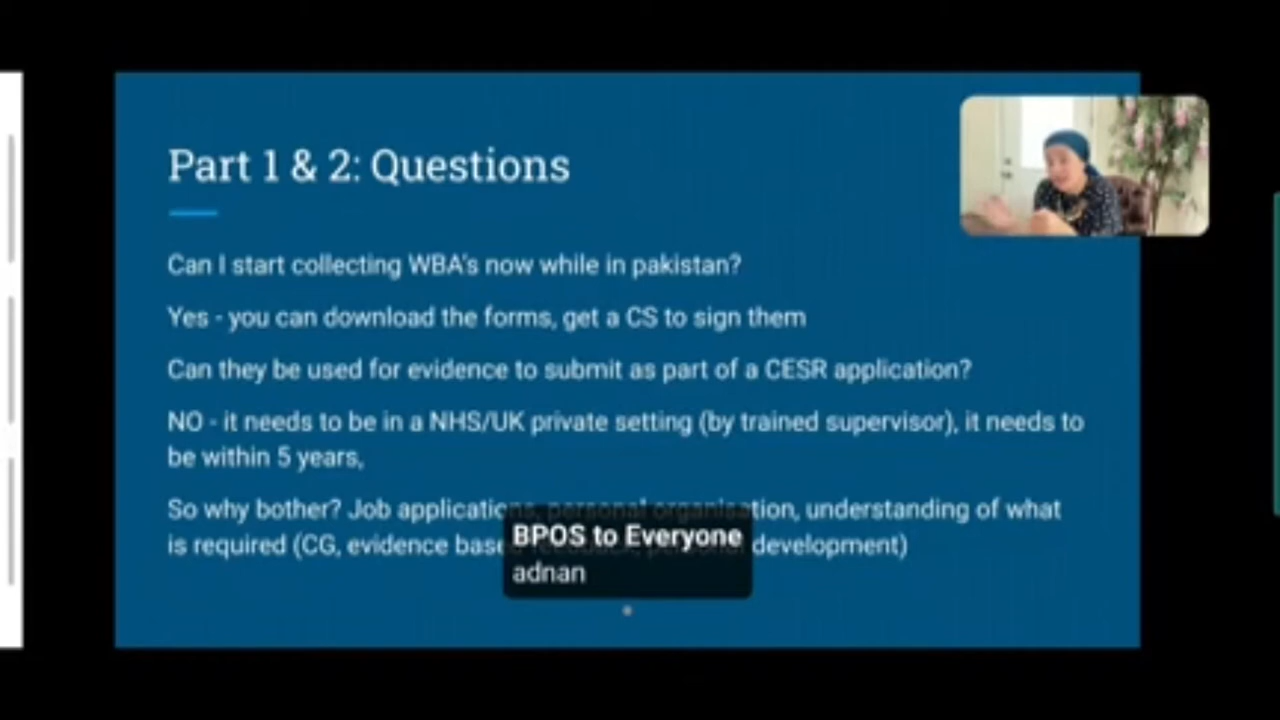 Part 1 & 2: Questions
Can I start collecting WBA's now while in pakistan?
Yes - you can download the forms, get a CS to sign them
Can they be used for evidence to submit as part of a CESR application?
NO - it needs to be in a NHS/UK private setting (by trained supervisor), it needs to
be within 5 years,
So why bother? Job applications, personal organisation, understanding of what
is required (CG, evidence based development)
BPOS to Everyone
adnan